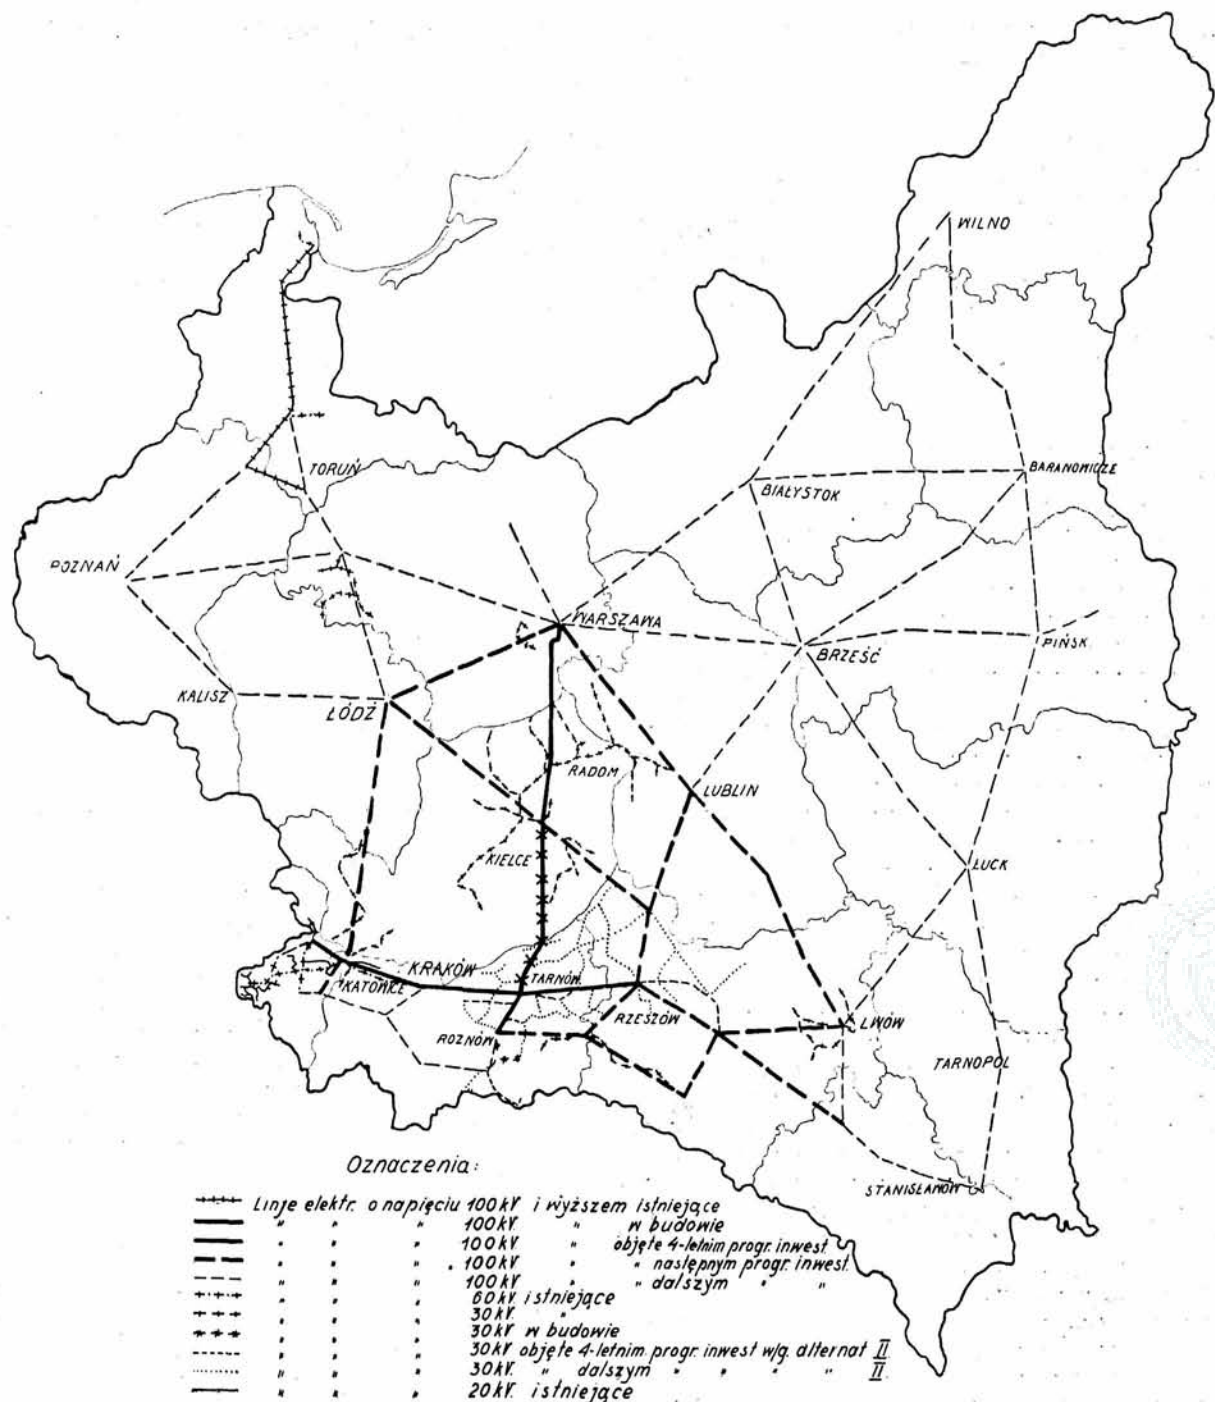 WILNO
TORUŃ
BARANOWICZE
BIAŁYSTOK
POZNAŃ
WARSZAWA
BRZEŚĆ
PIŃSK
KALISZ
ŁÓDŹ
RADOM
LUBLIN
KIELCE
ŁUCK
KRAKÓW
TARNÓW
KATOWICE
RZESZÓW
LWÓW
ROZNÓW
TARNOPOL
STANISŁAWÓW
Oznaczenia:
Linje elektr. o napięciu 100 kV i wyższem istniejące
" " " 100 kV. " w budowie
" " " 100 kV " objęte 4-letnim progr. inwest.
" " " 100 kV " " następnym progr. inwest.
" " " 100 kV " " dalszym " "
" " " 60 kV istniejące
" " " 30 kV. "
" " " 30 kV w budowie
" " " 30 kV objęte 4-letnim progr. inwest w/g. alternat II
" " " 30 kV. " dalszym " " " " II
" " " 20 kV. istniejące